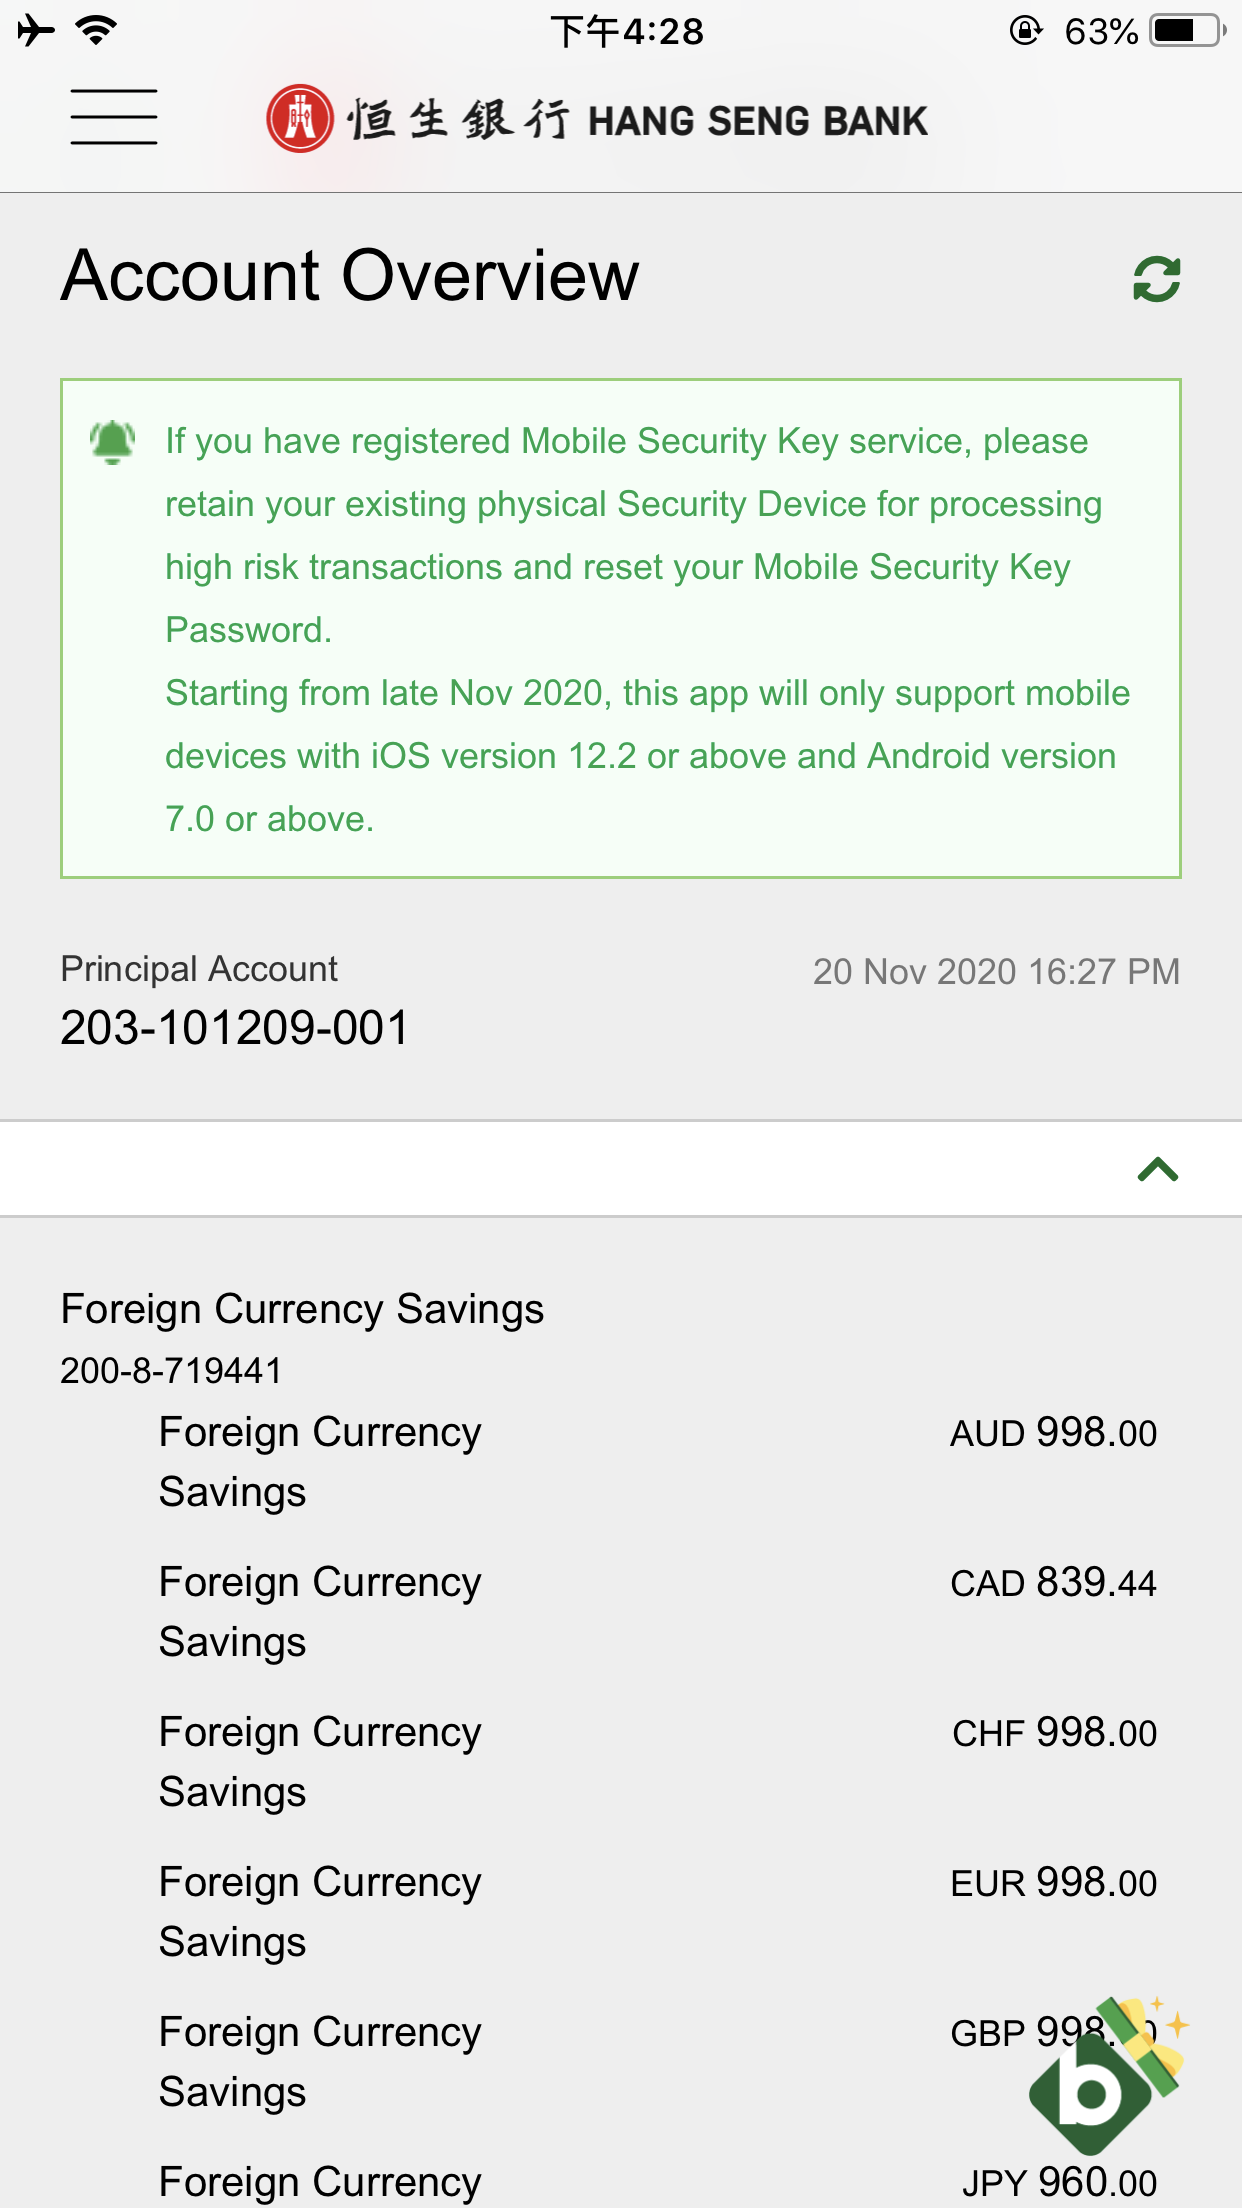 下午4:28
63%
恒生銀行 HANG SENG BANK
Account Overview
If you have registered Mobile Security Key service, please
retain your existing physical Security Device for processing
high risk transactions and reset your Mobile Security Key
Password.
Starting from late Nov 2020, this app will only support mobile
devices with iOS version 12.2 or above and Android version
7.0 or above.
Principal Account
20 Nov 2020 16:27 PM
203-101209-001
Foreign Currency Savings
200-8-719441
Foreign Currency AUD 998.00
Savings
Foreign Currency CAD 839.44
Savings
Foreign Currency CHF 998.00
Savings
Foreign Currency EUR 998.00
Savings
Foreign Currency GBP
Savings
b
Foreign Currency JPY 960.00